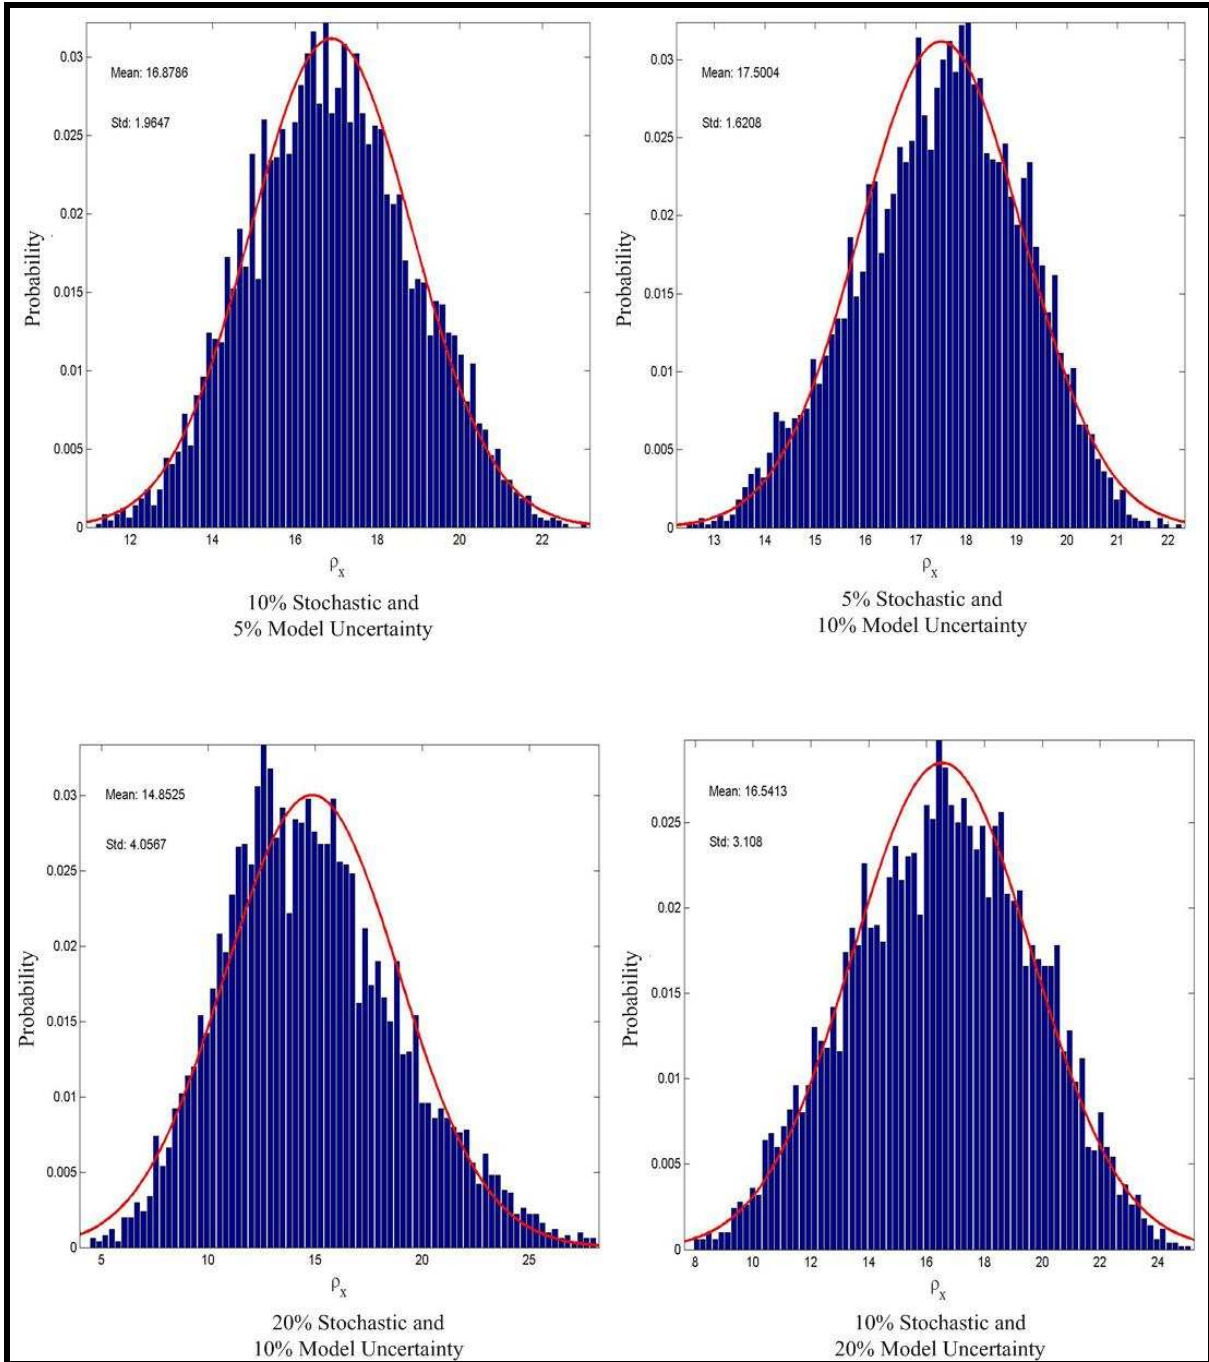 0.03
0.025
0.02
0.015
0.01
0.005
0
Mean: 16.8786
Std: 1.9647
Probability
12 14 16 18 20 22
ρx
10% Stochastic and
5% Model Uncertainty
0.03
0.025
0.02
0.015
0.01
0.005
0
Mean: 17.5004
Std: 1.6208
Probability
13 14 15 16 17 18 19 20 21 22
ρx
5% Stochastic and
10% Model Uncertainty
0.03
0.025
0.02
0.015
0.01
0.005
0
Mean: 14.8525
Std: 4.0567
Probability
5 10 15 20 25
ρx
20% Stochastic and
10% Model Uncertainty
0.025
0.02
0.015
0.01
0.005
0
Mean: 16.5413
Std: 3.108
Probability
8 10 12 14 16 18 20 22 24
ρx
10% Stochastic and
20% Model Uncertainty